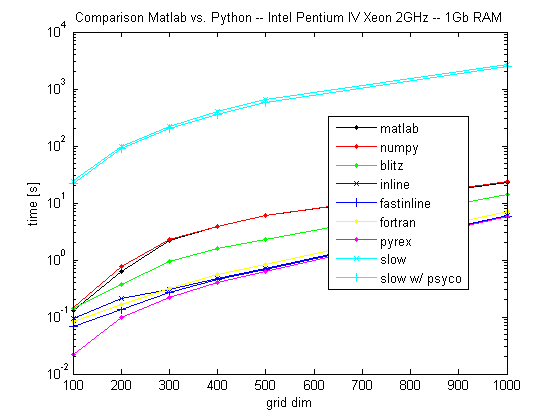 Comparison Matlab vs. Python -- Intel Pentium IV Xeon 2GHz -- 1Gb RAM
10^4
10^3
10^2
10^1
10^0
10^-1
10^-2
time [s]
matlab
numpy
blitz
inline
fastinline
fortran
pyrex
slow
slow w/ psyco
100 200 300 400 500 600 700 800 900 1000
grid dim